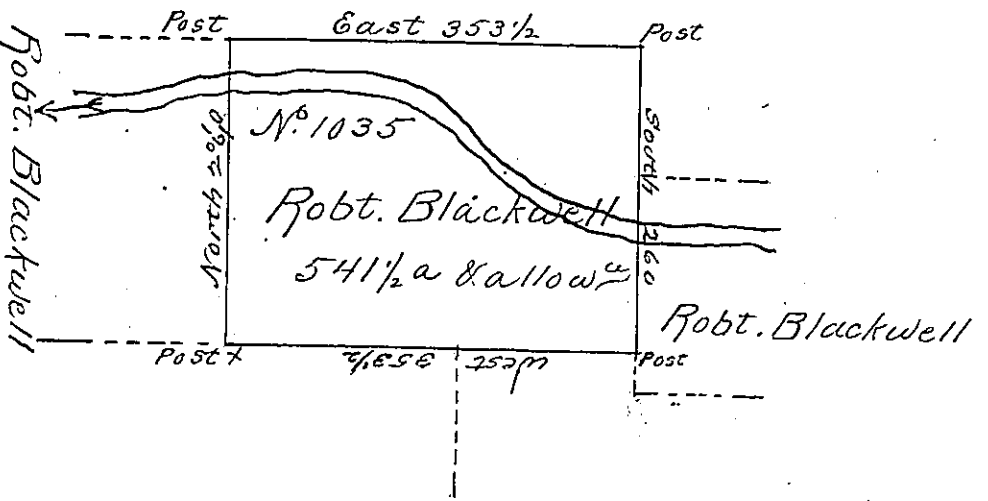 Post East 353½ Post
Robt. Blackwell
Nº. 1035
North 260
South 260
Robt. Blackwell
541½ a & allowce
Robt. Blackwell
Post West 353½ Post